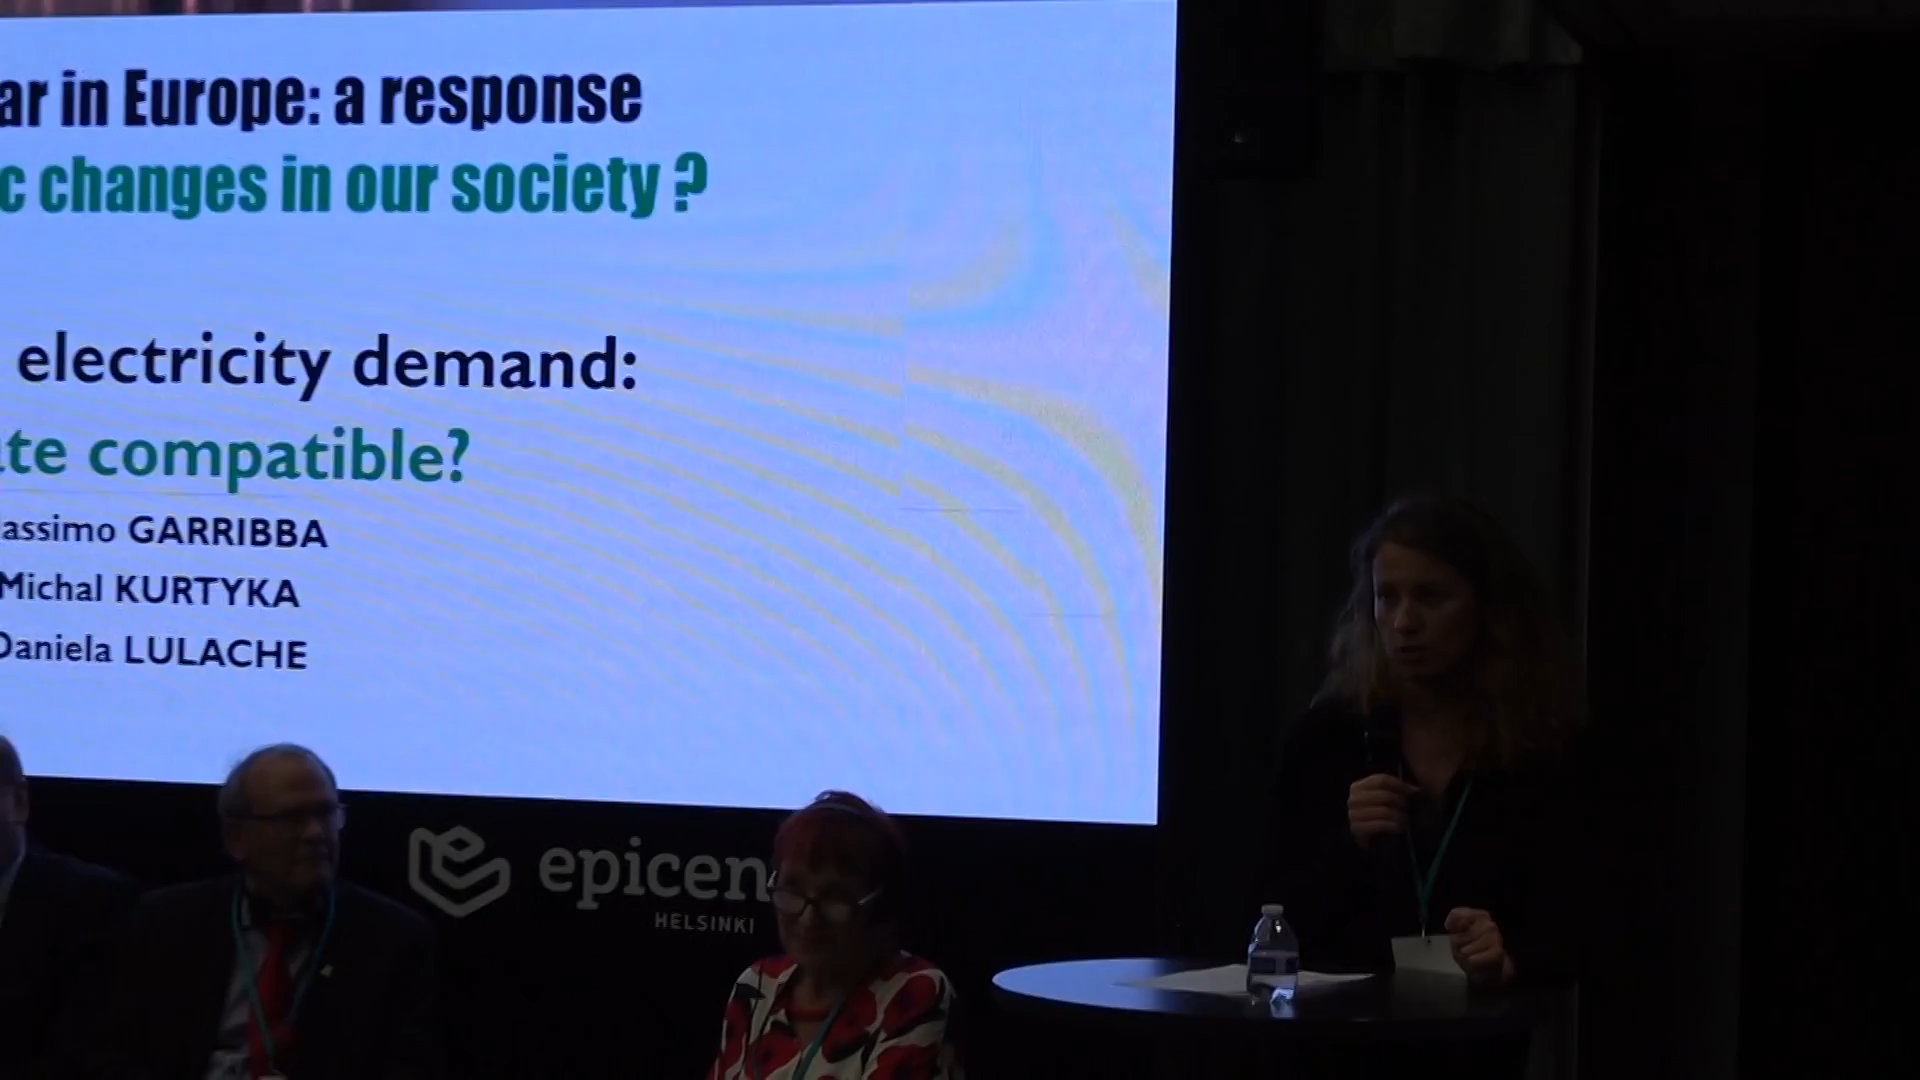 ar in Europe: a response
c changes in our society ?
electricity demand:
te compatible?
assimo GARRIBBA
Michal KURTYKA
Daniela LULACHE
epicen
HELSINKI